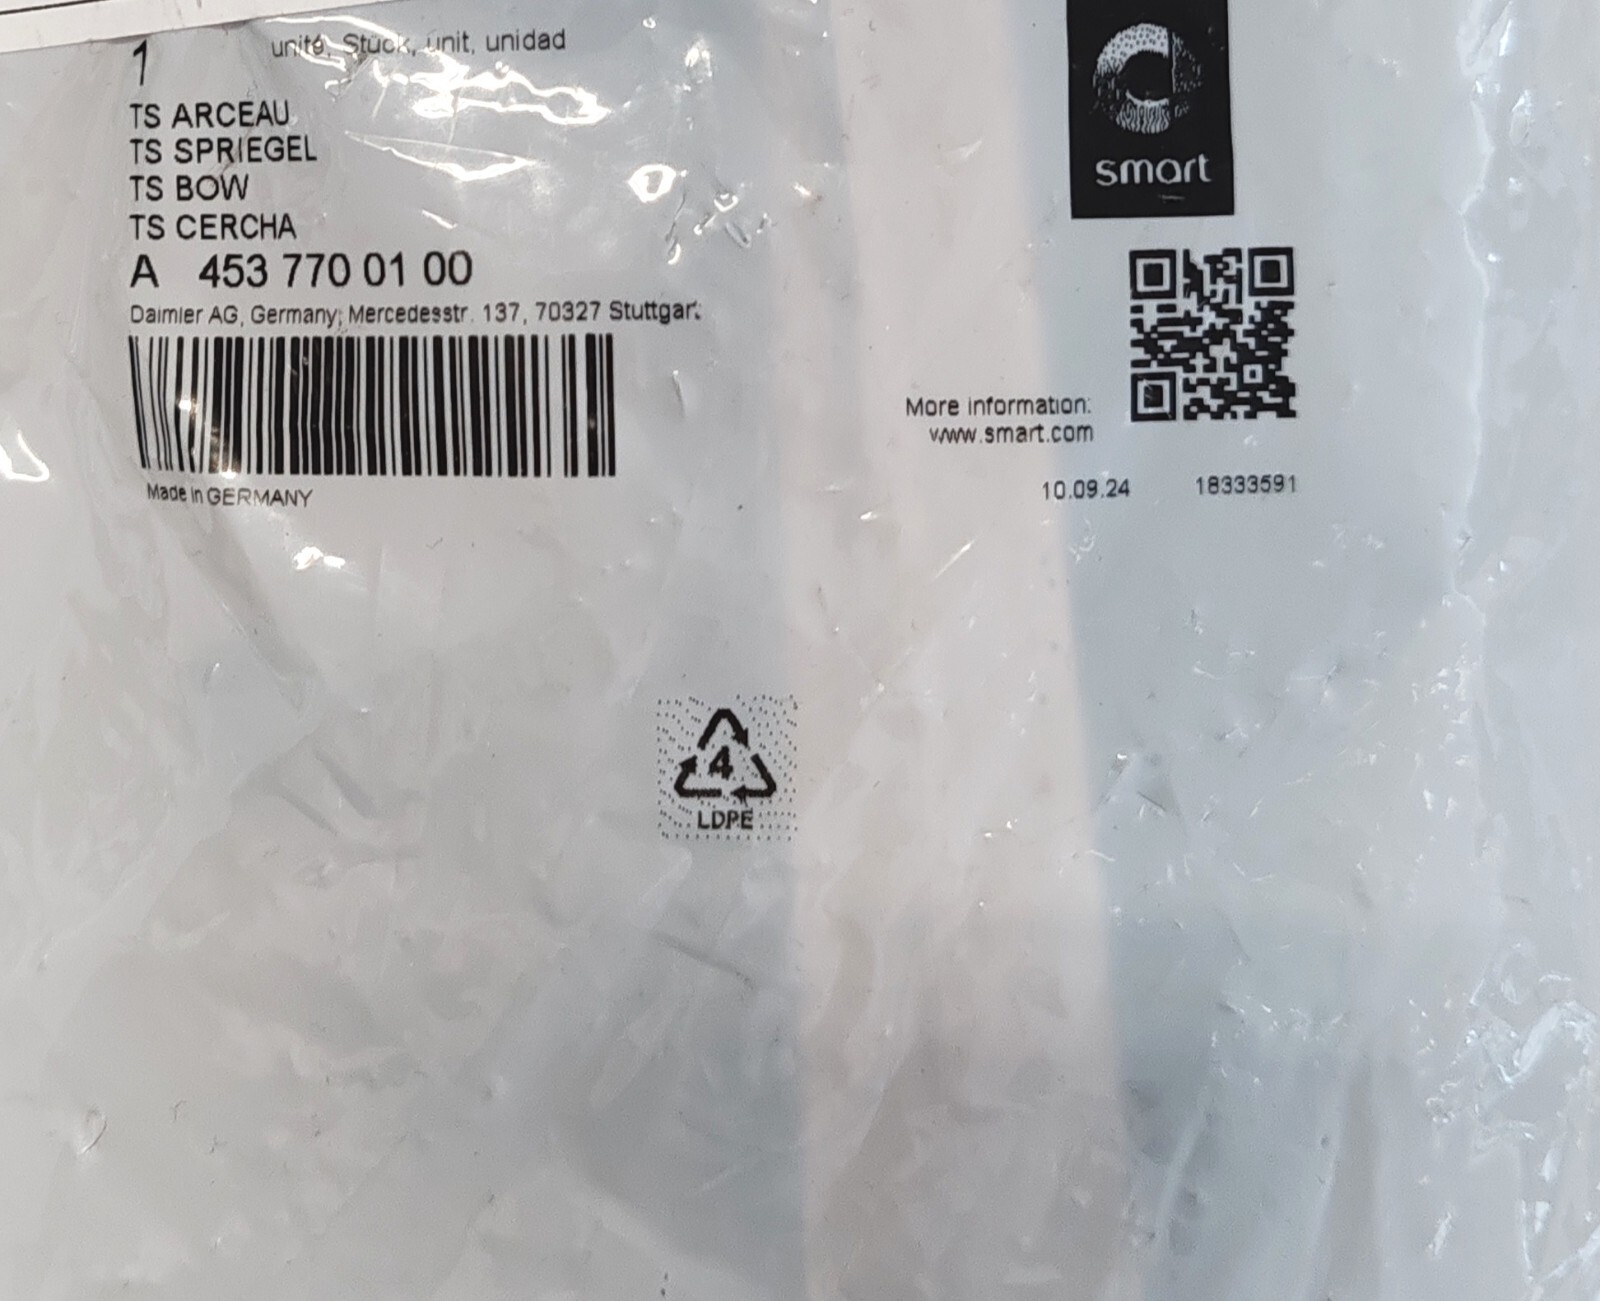 1 unité, Stück, unit, unidad
TS ARCEAU
TS SPRIEGEL
TS BOW
TS CERCHA
A 453 770 01 00
Daimler AG, Germany, Mercedesstr. 137, 70327 Stuttgart
Made in GERMANY
smart
More information:
www.smart.com
10.09.24 18333591
4
LDPE